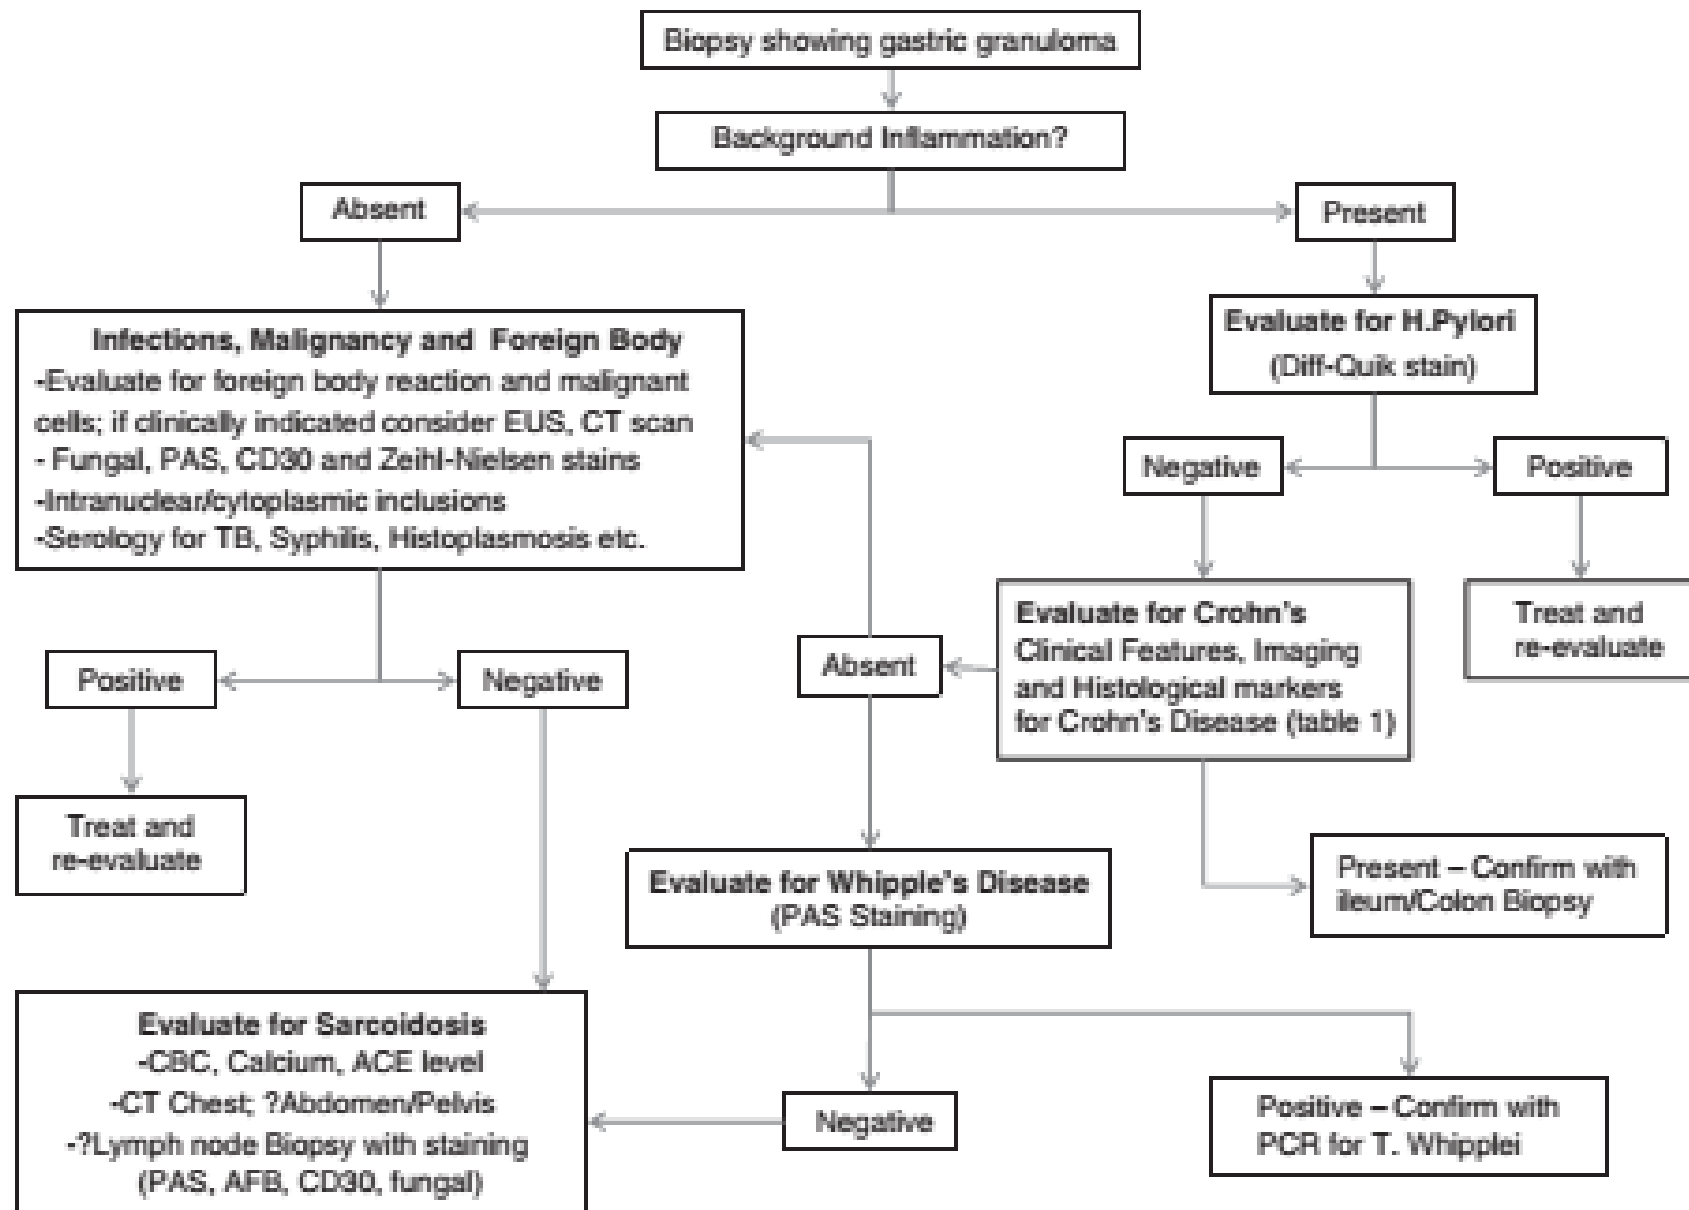 Biopsy showing gastric granuloma
Background Inflammation?
Absent
Present
Infections, Malignancy and Foreign Body
-Evaluate for foreign body reaction and malignant
cells; if clinically indicated consider EUS, CT scan
- Fungal, PAS, CD30 and Zeihl-Nielsen stains
-Intranuclear/cytoplasmic inclusions
-Serology for TB, Syphilis, Histoplasmosis etc.
Evaluate for H.Pylori
(Diff-Quik stain)
Negative
Positive
Evaluate for Crohn's
Clinical Features, Imaging
and Histological markers
for Crohn's Disease (table 1)
Treat and
re-evaluate
Absent
Positive
Negative
Treat and
re-evaluate
Present – Confirm with
ileum/Colon Biopsy
Evaluate for Whipple's Disease
(PAS Staining)
Evaluate for Sarcoidosis
-CBC, Calcium, ACE level
-CT Chest; ?Abdomen/Pelvis
-?Lymph node Biopsy with staining
(PAS, AFB, CD30, fungal)
Negative
Positive – Confirm with
PCR for T. Whipplei